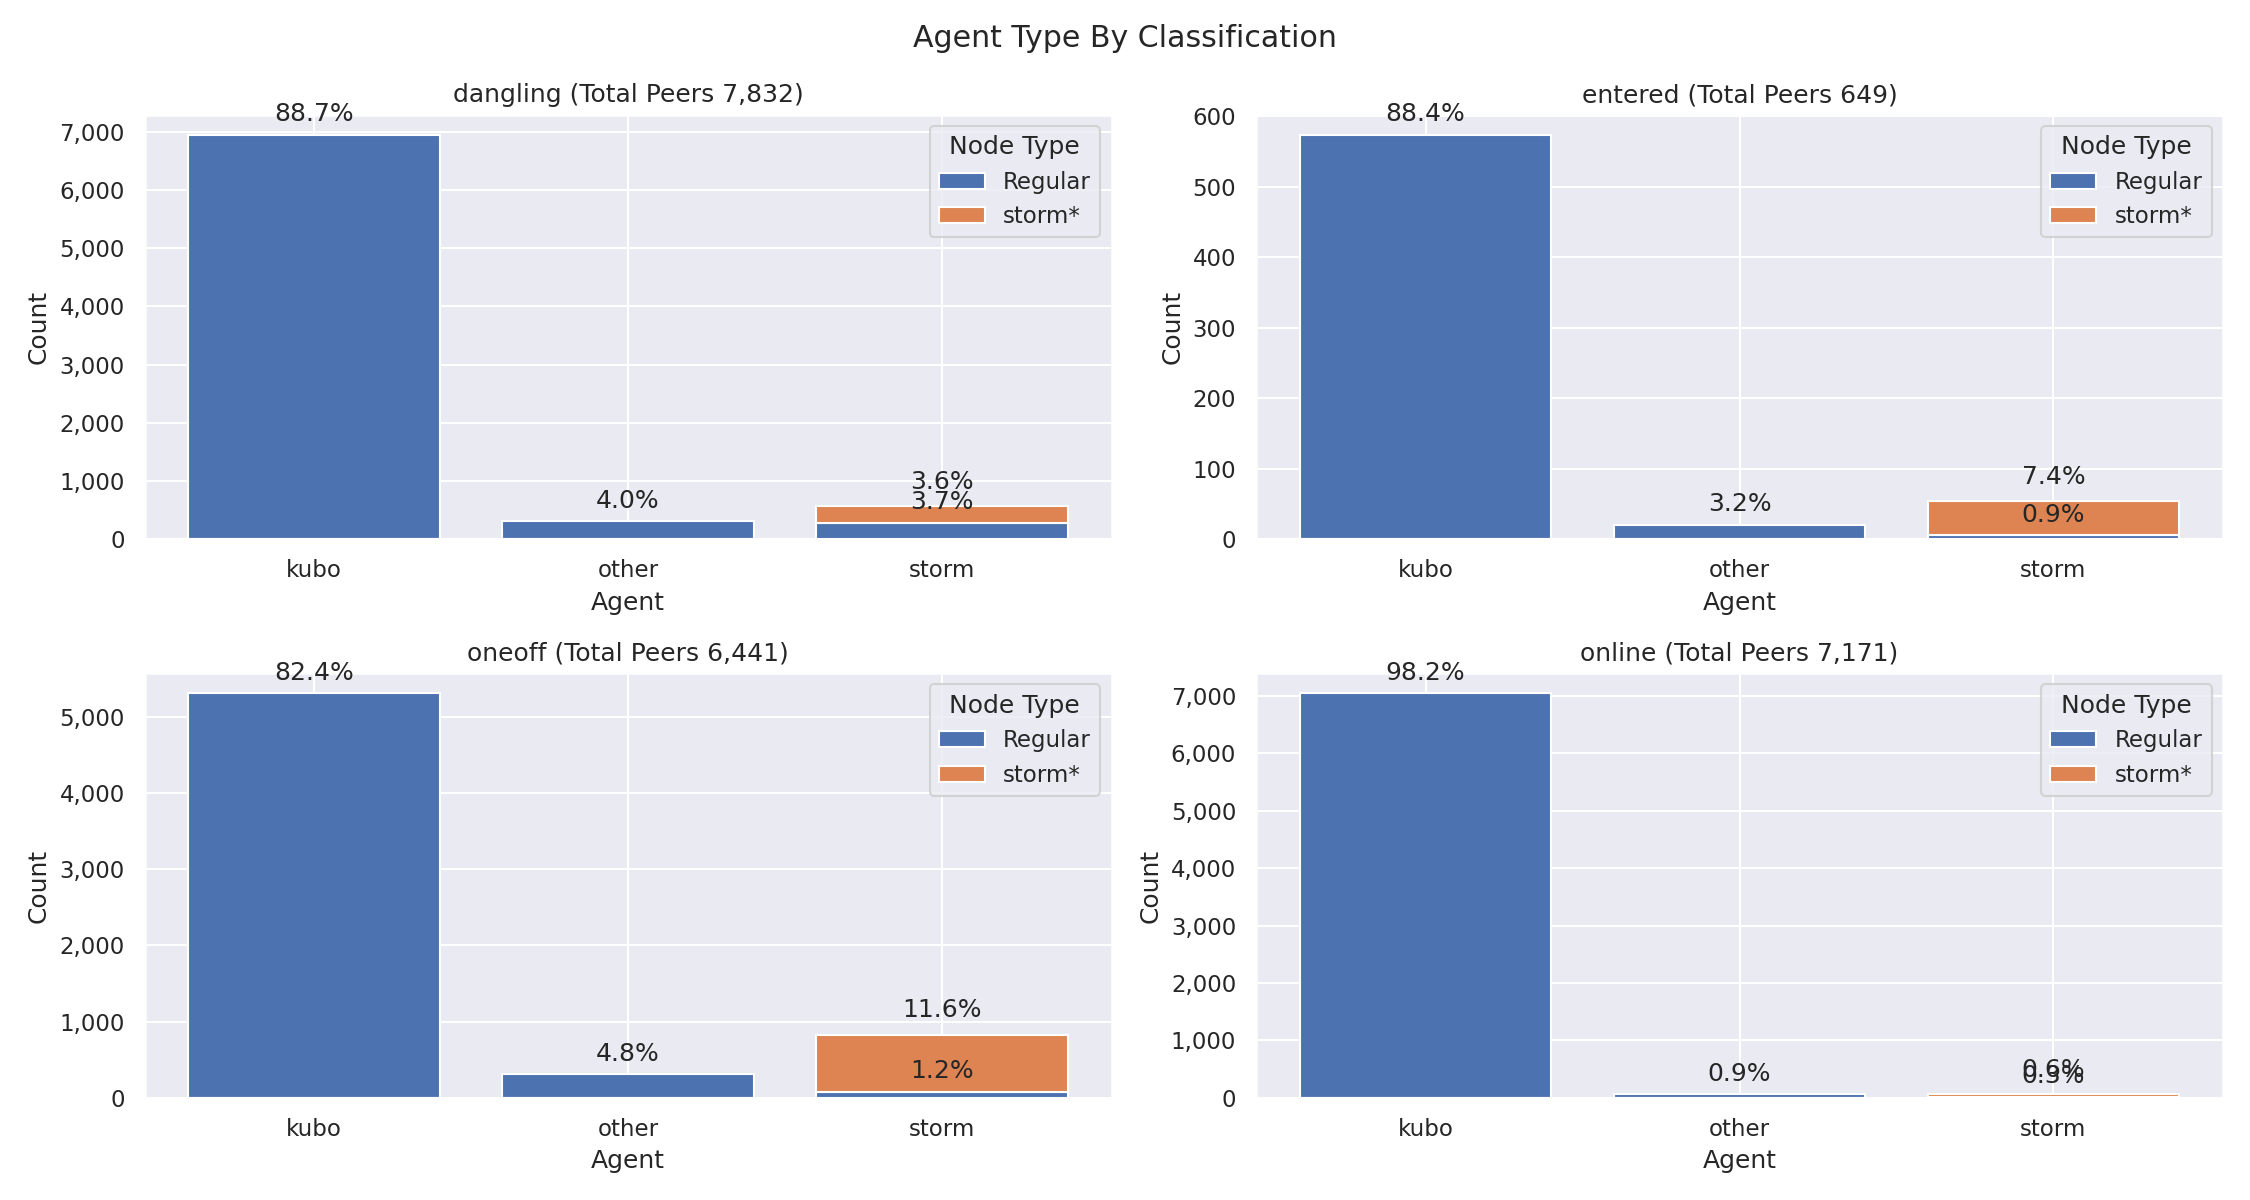 Agent Type By Classification
dangling (Total Peers 7,832)
88.7%
7,000
6,000
5,000
4,000
3,000
2,000
1,000
0
Count
4.0%
3.6%
3.7%
Node Type
Regular
storm*
kubo
other
storm
Agent
entered (Total Peers 649)
88.4%
600
500
400
300
200
100
0
Count
3.2%
7.4%
0.9%
Node Type
Regular
storm*
kubo
other
storm
Agent
oneoff (Total Peers 6,441)
82.4%
5,000
4,000
3,000
2,000
1,000
0
Count
4.8%
11.6%
1.2%
Node Type
Regular
storm*
kubo
other
storm
Agent
online (Total Peers 7,171)
98.2%
7,000
6,000
5,000
4,000
3,000
2,000
1,000
0
Count
0.9%
0.6%
0.3%
Node Type
Regular
storm*
kubo
other
storm
Agent